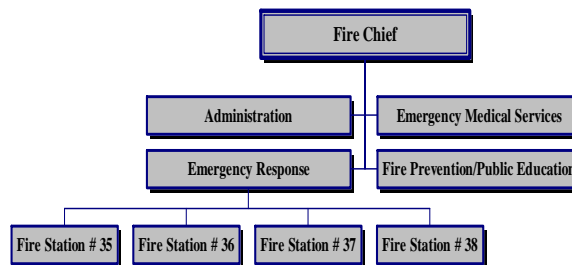 Fire Chief
Administration
Emergency Medical Services
Emergency Response
Fire Prevention/Public Education
Fire Station # 35
Fire Station # 36
Fire Station # 37
Fire Station # 38